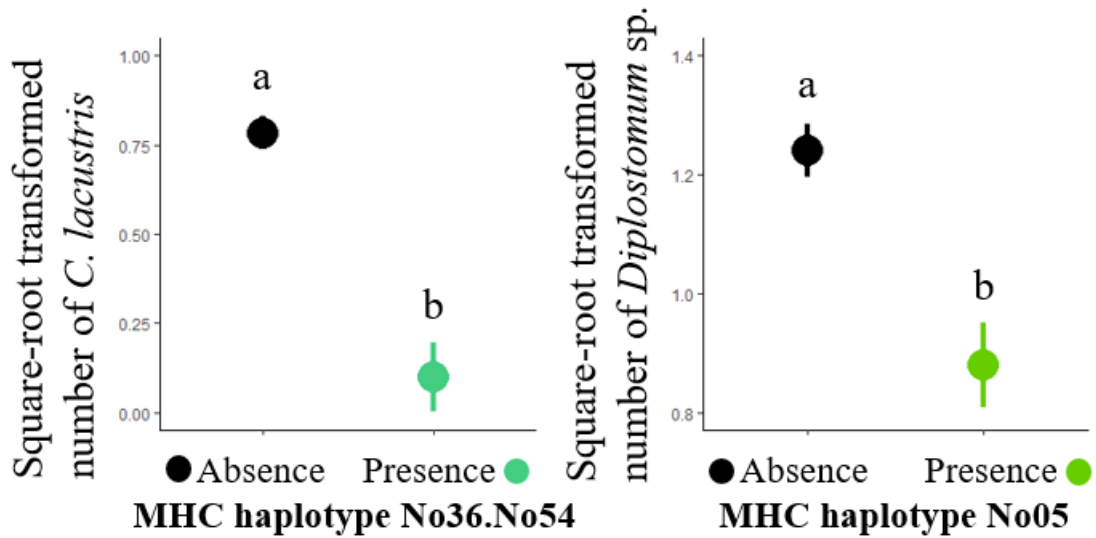 Square-root transformed
number of C. lacustris
1.00
0.75
0.50
0.25
0.00
a
b
Absence Presence
MHC haplotype No36.No54
Square-root transformed
number of Diplostomum sp.
1.4
1.2
1.0
0.8
a
b
Absence Presence
MHC haplotype No05